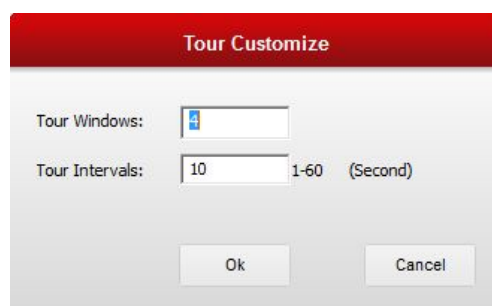 Tour Customize
Tour Windows: 4
Tour Intervals: 10 1-60 (Second)
Ok Cancel